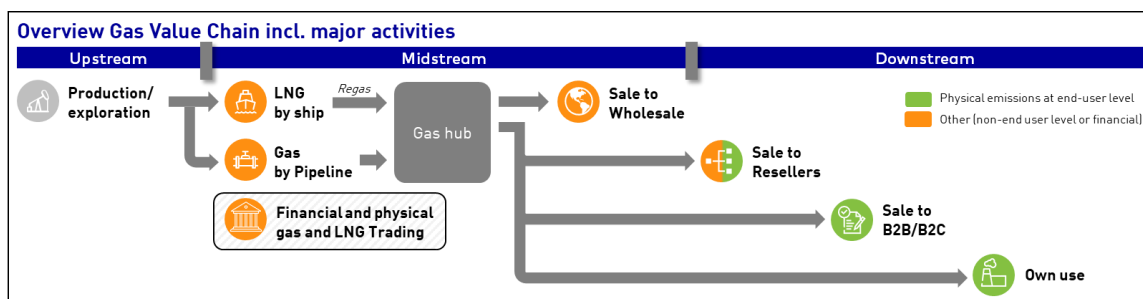 Overview Gas Value Chain incl. major activities
Upstream
Midstream
Downstream
Production/
exploration
LNG
by ship
Regas
Gas
by Pipeline
Gas hub
Financial and physical
gas and LNG Trading
Sale to
Wholesale
Sale to
Resellers
Sale to
B2B/B2C
Own use
Physical emissions at end-user level
Other (non-end user level or financial)